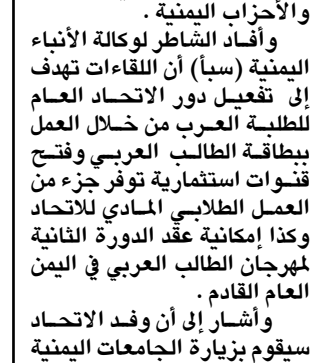 والأحزاب اليمنية .
وأفاد الشاطر لوكالة الأنباء
اليمنية (سبأ) أن اللقاءات تهدف
إلى تفعيل دور الاتحاد العام
للطلبة العرب من خلال العمل
ببطاقة الطالب العربي وفتح
قنوات استثمارية توفر جزء من
العمل الطلابي المادي للاتحاد
وكذا إمكانية عقد الدورة الثانية
لمهرجان الطالب العربي في اليمن
العام القادم .
وأشار إلى أن وفد الاتحاد
سيقوم بزيارة الجامعات اليمنية